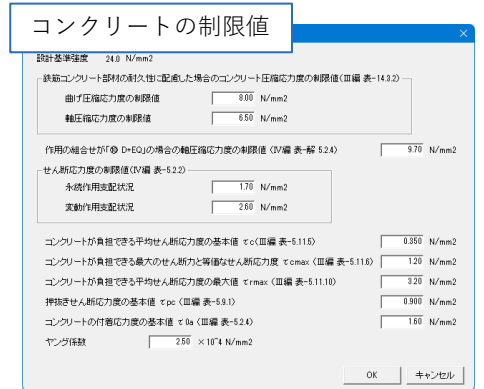 コンクリートの制限値
設計基準強度 24.0 N/mm2
鉄筋コンクリート部材の耐久性に配慮した場合のコンクリート圧縮応力度の制限値(Ⅲ編 表-14.3.2)
曲げ圧縮応力度の制限値 8.00 N/mm2
軸圧縮応力度の制限値 6.50 N/mm2
作用の組合せが「⑩ D+EQ」の場合の軸圧縮応力度の制限値 (Ⅳ編 表-解 5.2.4) 9.70 N/mm2
せん断応力度の制限値(Ⅳ編 表-5.2.2)
永続作用支配状況 1.70 N/mm2
変動作用支配状況 2.60 N/mm2
コンクリートが負担できる平均せん断応力度の基本値 τc(Ⅲ編 表-5.11.5) 0.350 N/mm2
コンクリートが負担できる最大のせん断力と等価なせん断応力度 τcmax (Ⅲ編 表-5.11.6) 1.20 N/mm2
コンクリートが負担できる平均せん断応力度の最大値 τrmax (Ⅲ編 表-5.11.10) 3.20 N/mm2
押抜きせん断応力度の基本値 τpc (Ⅲ編 表-5.9.1) 0.900 N/mm2
コンクリートの付着応力度の基本値 τ0a (Ⅲ編 表-5.2.4) 1.60 N/mm2
ヤング係数 2.50 ×10^4 N/mm2
OK キャンセル